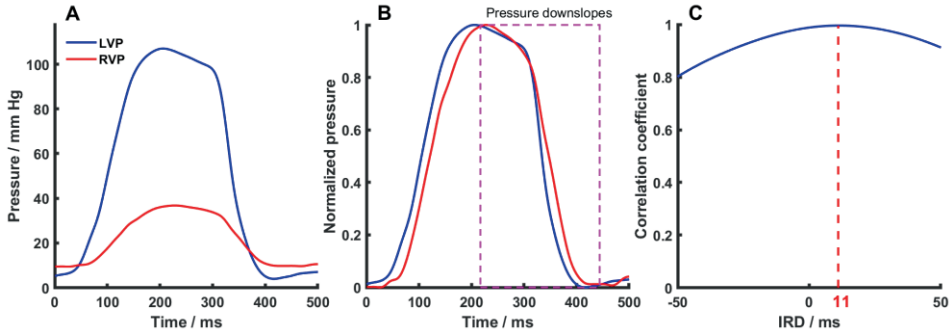 A
LVP
RVP
Pressure / mm Hg
100
80
60
40
20
0
0 100 200 300 400 500
Time / ms
B
Pressure downslopes
Normalized pressure
1
0.8
0.6
0.4
0.2
0
0 100 200 300 400 500
Time / ms
C
Correlation coefficient
1
0.8
0.6
0.4
0.2
0
-50 0 11 50
IRD / ms